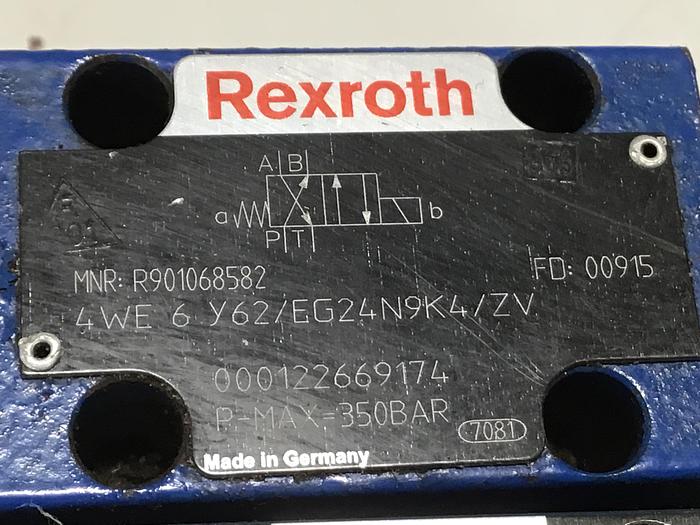 Rexroth
A B
a b
P T
MNR: R901068582
FD: 00915
4WE 6 Y62/EG24N9K4/ZV
000122669174
P-MAX=350BAR
7081
Made in Germany